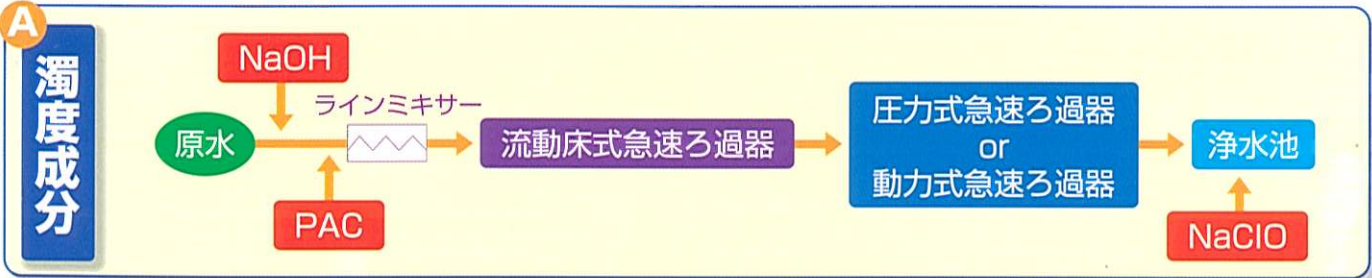 A
濁度成分
NaOH
ラインミキサー
原水
PAC
流動床式急速ろ過器
圧力式急速ろ過器
or
動力式急速ろ過器
浄水池
NaClO